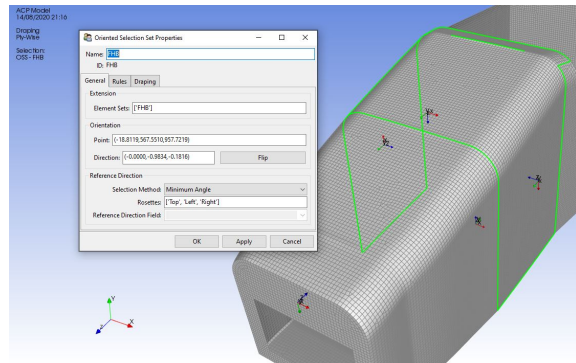 ACP Model
14/08/2020 21:16
Draping
Ply-Wise
Selection:
OSS - FHB
Oriented Selection Set Properties
Name: FHB
ID: FHB
General Rules Draping
Extension
Element Sets: ['FHB']
Orientation
Point: (-18.8119,567.5510,957.7219)
Direction: (-0.0000,-0.9834,-0.1816)
Flip
Reference Direction
Selection Method: Minimum Angle
Rosettes: ['Top', 'Left', 'Right']
Reference Direction Field:
OK Apply Cancel
Y
X
Z